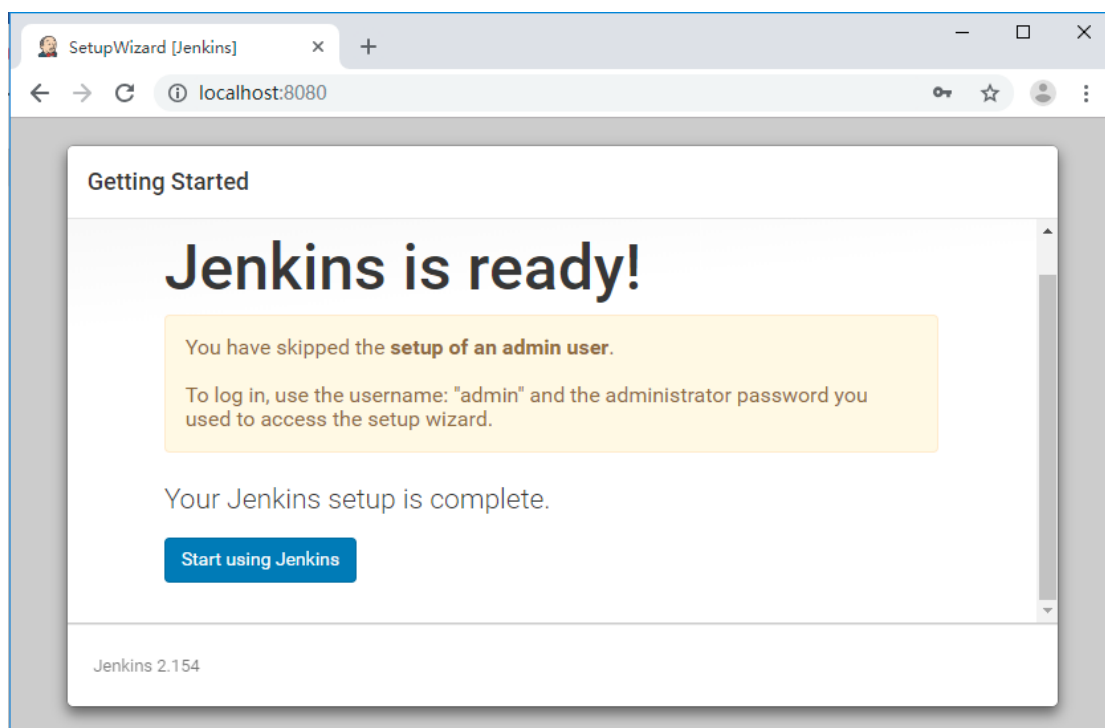 SetupWizard [Jenkins]
localhost:8080
Getting Started
Jenkins is ready!
You have skipped the setup of an admin user.
To log in, use the username: "admin" and the administrator password you
used to access the setup wizard.
Your Jenkins setup is complete.
Start using Jenkins
Jenkins 2.154